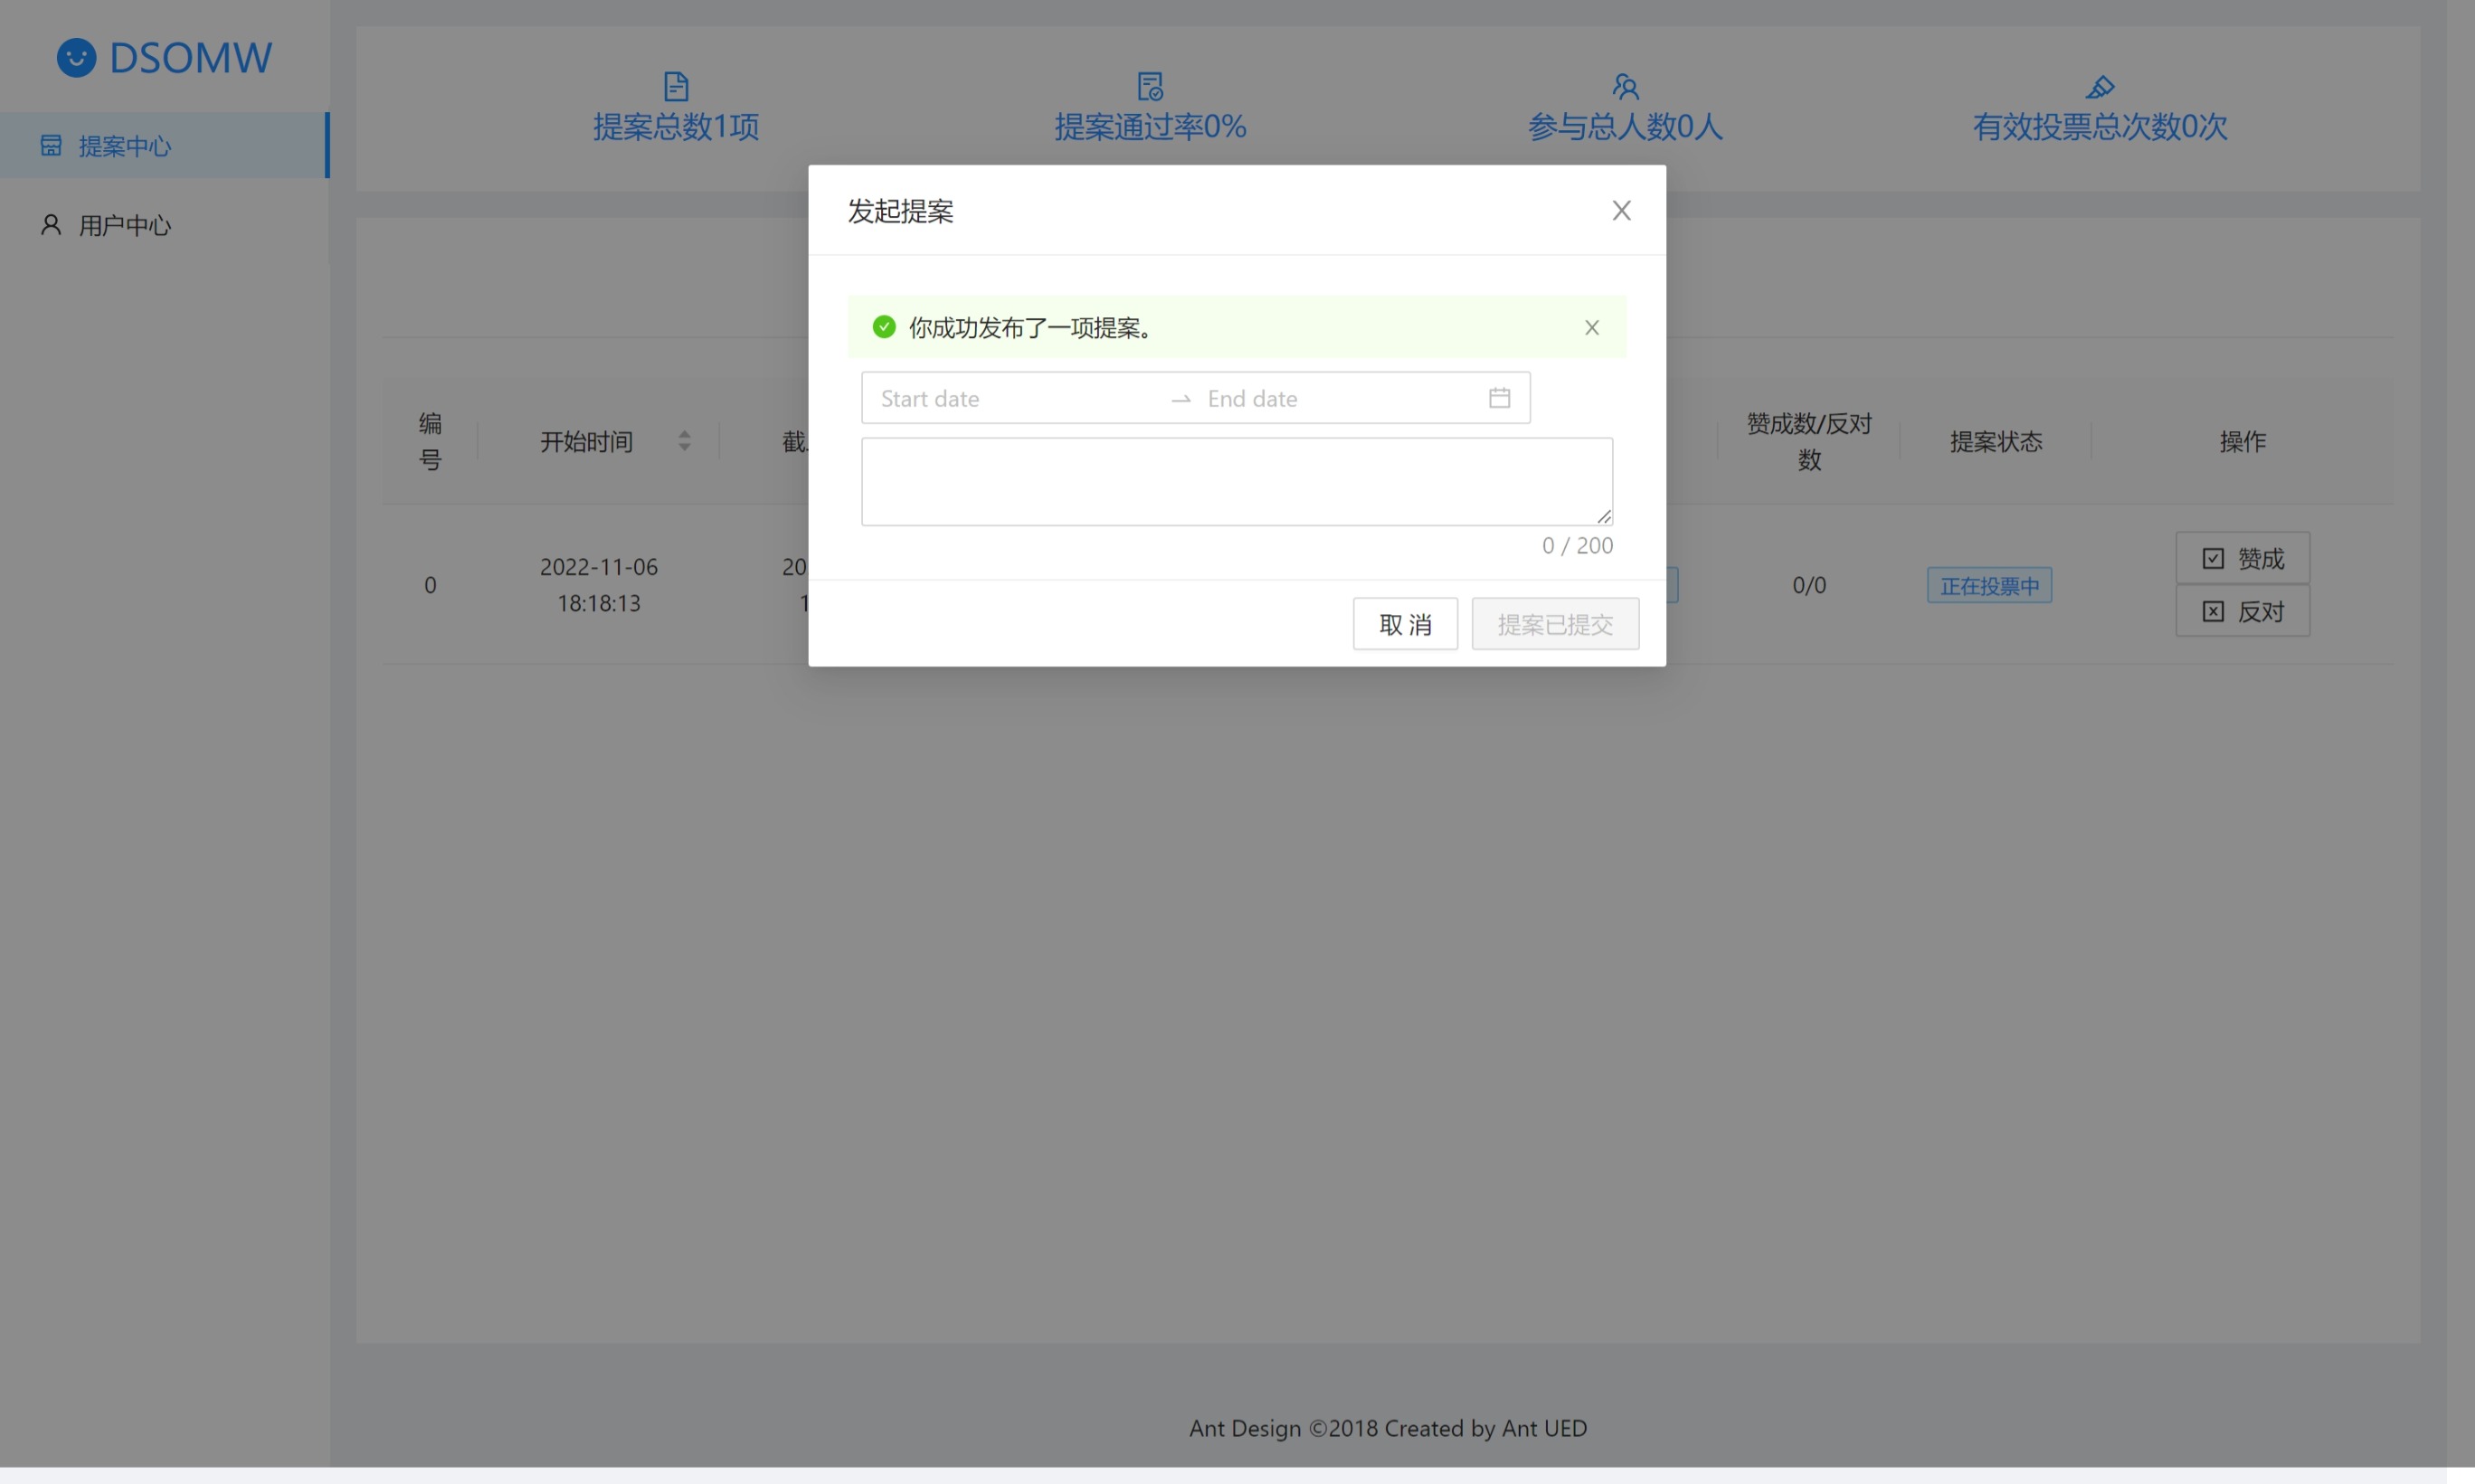 DSOMW
提案中心
用户中心
提案总数1项
提案通过率0%
参与总人数0人
有效投票总次数0次
发起提案
你成功发布了一项提案。
Start date
End date
0 / 200
取 消
提案已提交
编
号
开始时间
截
赞成数/反对
数
提案状态
操作
0
2022-11-06
18:18:13
20
1
0/0
正在投票中
赞成
反对
Ant Design ©2018 Created by Ant UED